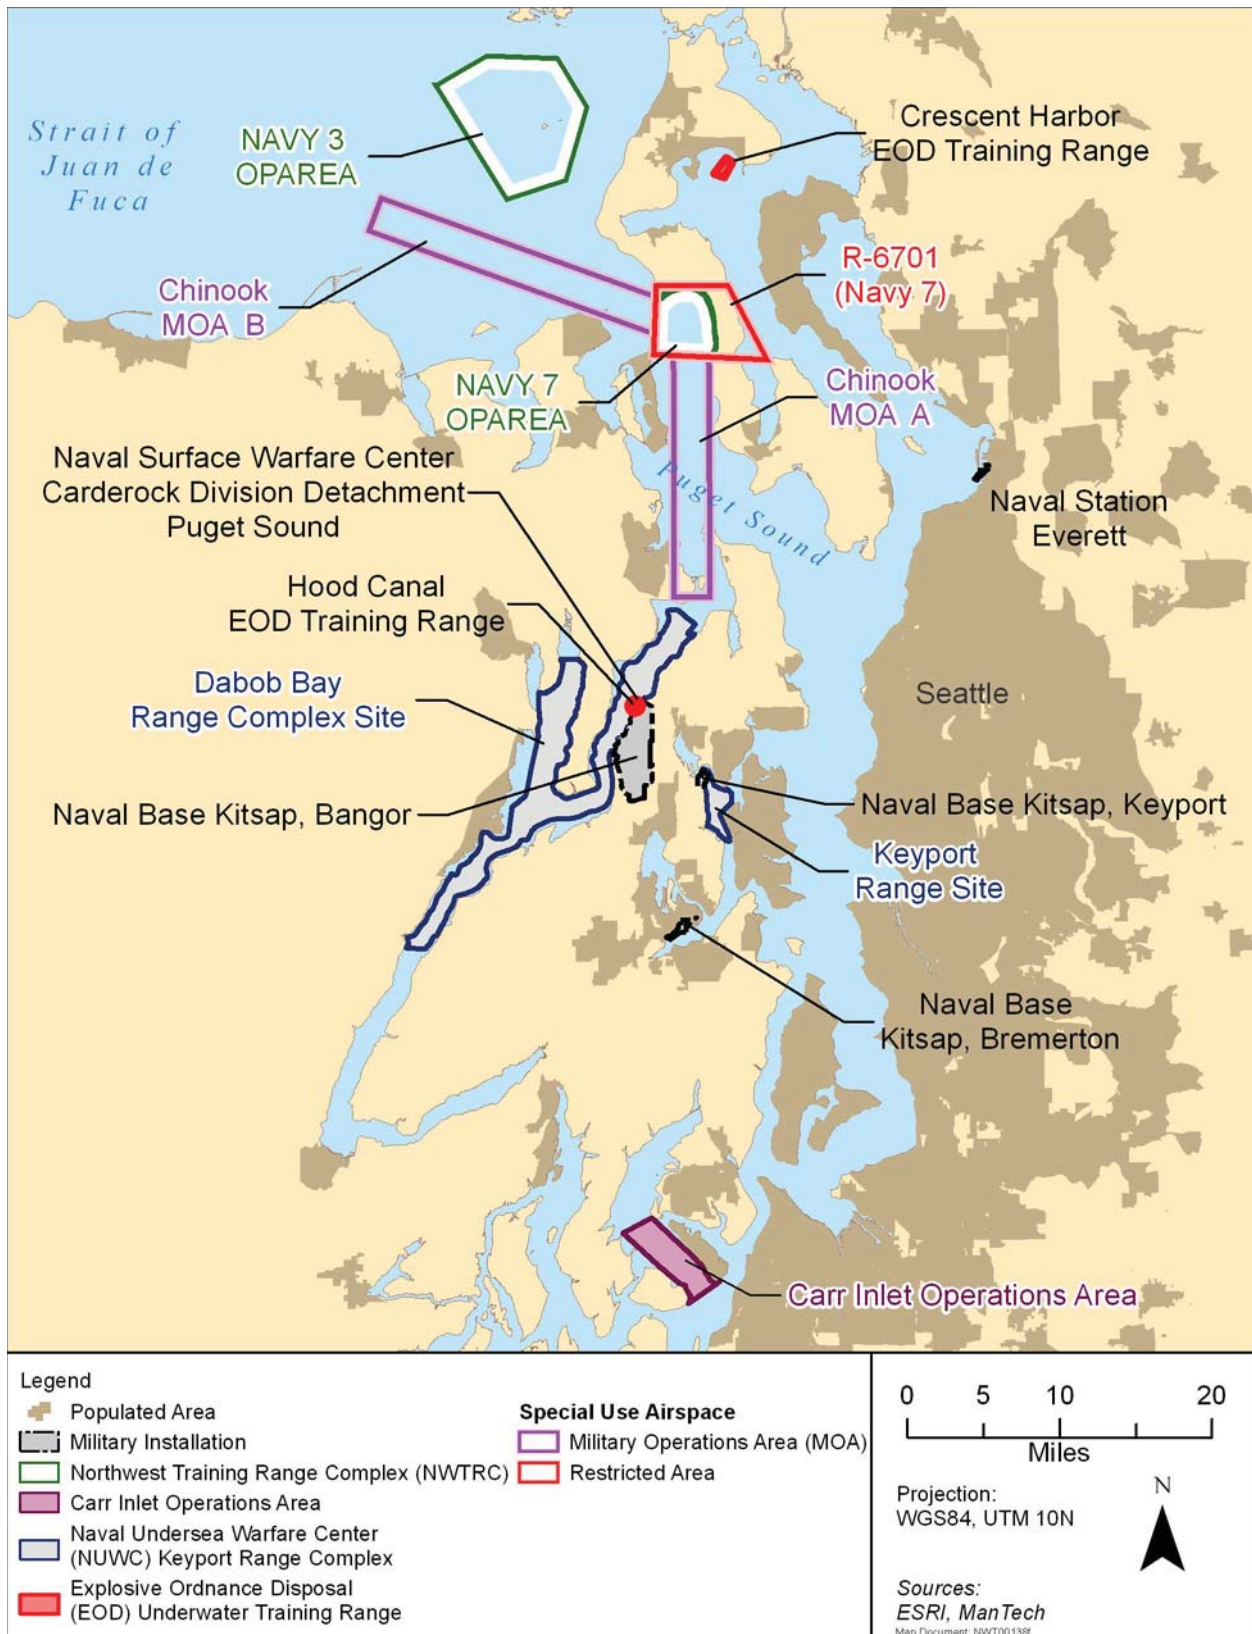 Strait of
Juan de
Fuca
NAVY 3
OPAREA
Crescent Harbor
EOD Training Range
R-6701
(Navy 7)
Chinook
MOA B
NAVY 7
OPAREA
Chinook
MOA A
Naval Surface Warfare Center
Carderock Division Detachment
Puget Sound
Puget Sound
Naval Station
Everett
Hood Canal
EOD Training Range
Dabob Bay
Range Complex Site
Seattle
Naval Base Kitsap, Bangor
Naval Base Kitsap, Keyport
Keyport
Range Site
Naval Base
Kitsap, Bremerton
Carr Inlet Operations Area
Legend
Populated Area
Military Installation
Northwest Training Range Complex (NWTRC)
Carr Inlet Operations Area
Naval Undersea Warfare Center
(NUWC) Keyport Range Complex
Explosive Ordnance Disposal
(EOD) Underwater Training Range
Special Use Airspace
Military Operations Area (MOA)
Restricted Area
0 5 10 20
Miles
Projection:
WGS84, UTM 10N
N
Sources:
ESRI, ManTech
Map Document: NWT00138f